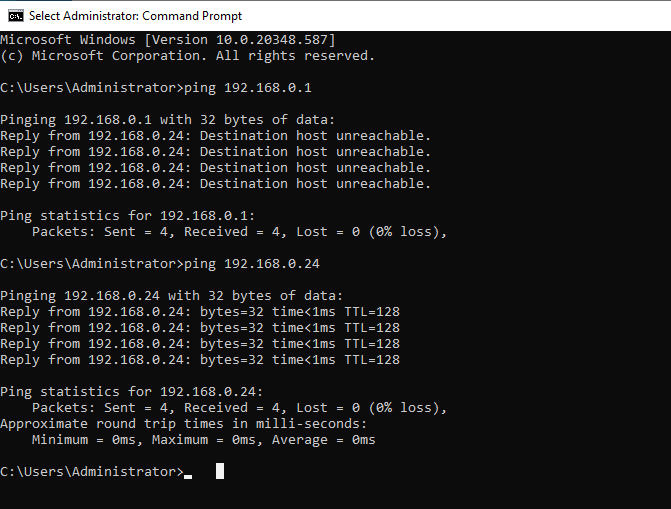 Select Administrator: Command Prompt
Microsoft Windows [Version 10.0.20348.587]
(c) Microsoft Corporation. All rights reserved.
C:\Users\Administrator>ping 192.168.0.1
Pinging 192.168.0.1 with 32 bytes of data:
Reply from 192.168.0.24: Destination host unreachable.
Reply from 192.168.0.24: Destination host unreachable.
Reply from 192.168.0.24: Destination host unreachable.
Reply from 192.168.0.24: Destination host unreachable.
Ping statistics for 192.168.0.1:
    Packets: Sent = 4, Received = 4, Lost = 0 (0% loss),
C:\Users\Administrator>ping 192.168.0.24
Pinging 192.168.0.24 with 32 bytes of data:
Reply from 192.168.0.24: bytes=32 time<1ms TTL=128
Reply from 192.168.0.24: bytes=32 time<1ms TTL=128
Reply from 192.168.0.24: bytes=32 time<1ms TTL=128
Reply from 192.168.0.24: bytes=32 time<1ms TTL=128
Ping statistics for 192.168.0.24:
    Packets: Sent = 4, Received = 4, Lost = 0 (0% loss),
Approximate round trip times in milli-seconds:
    Minimum = 0ms, Maximum = 0ms, Average = 0ms
C:\Users\Administrator>